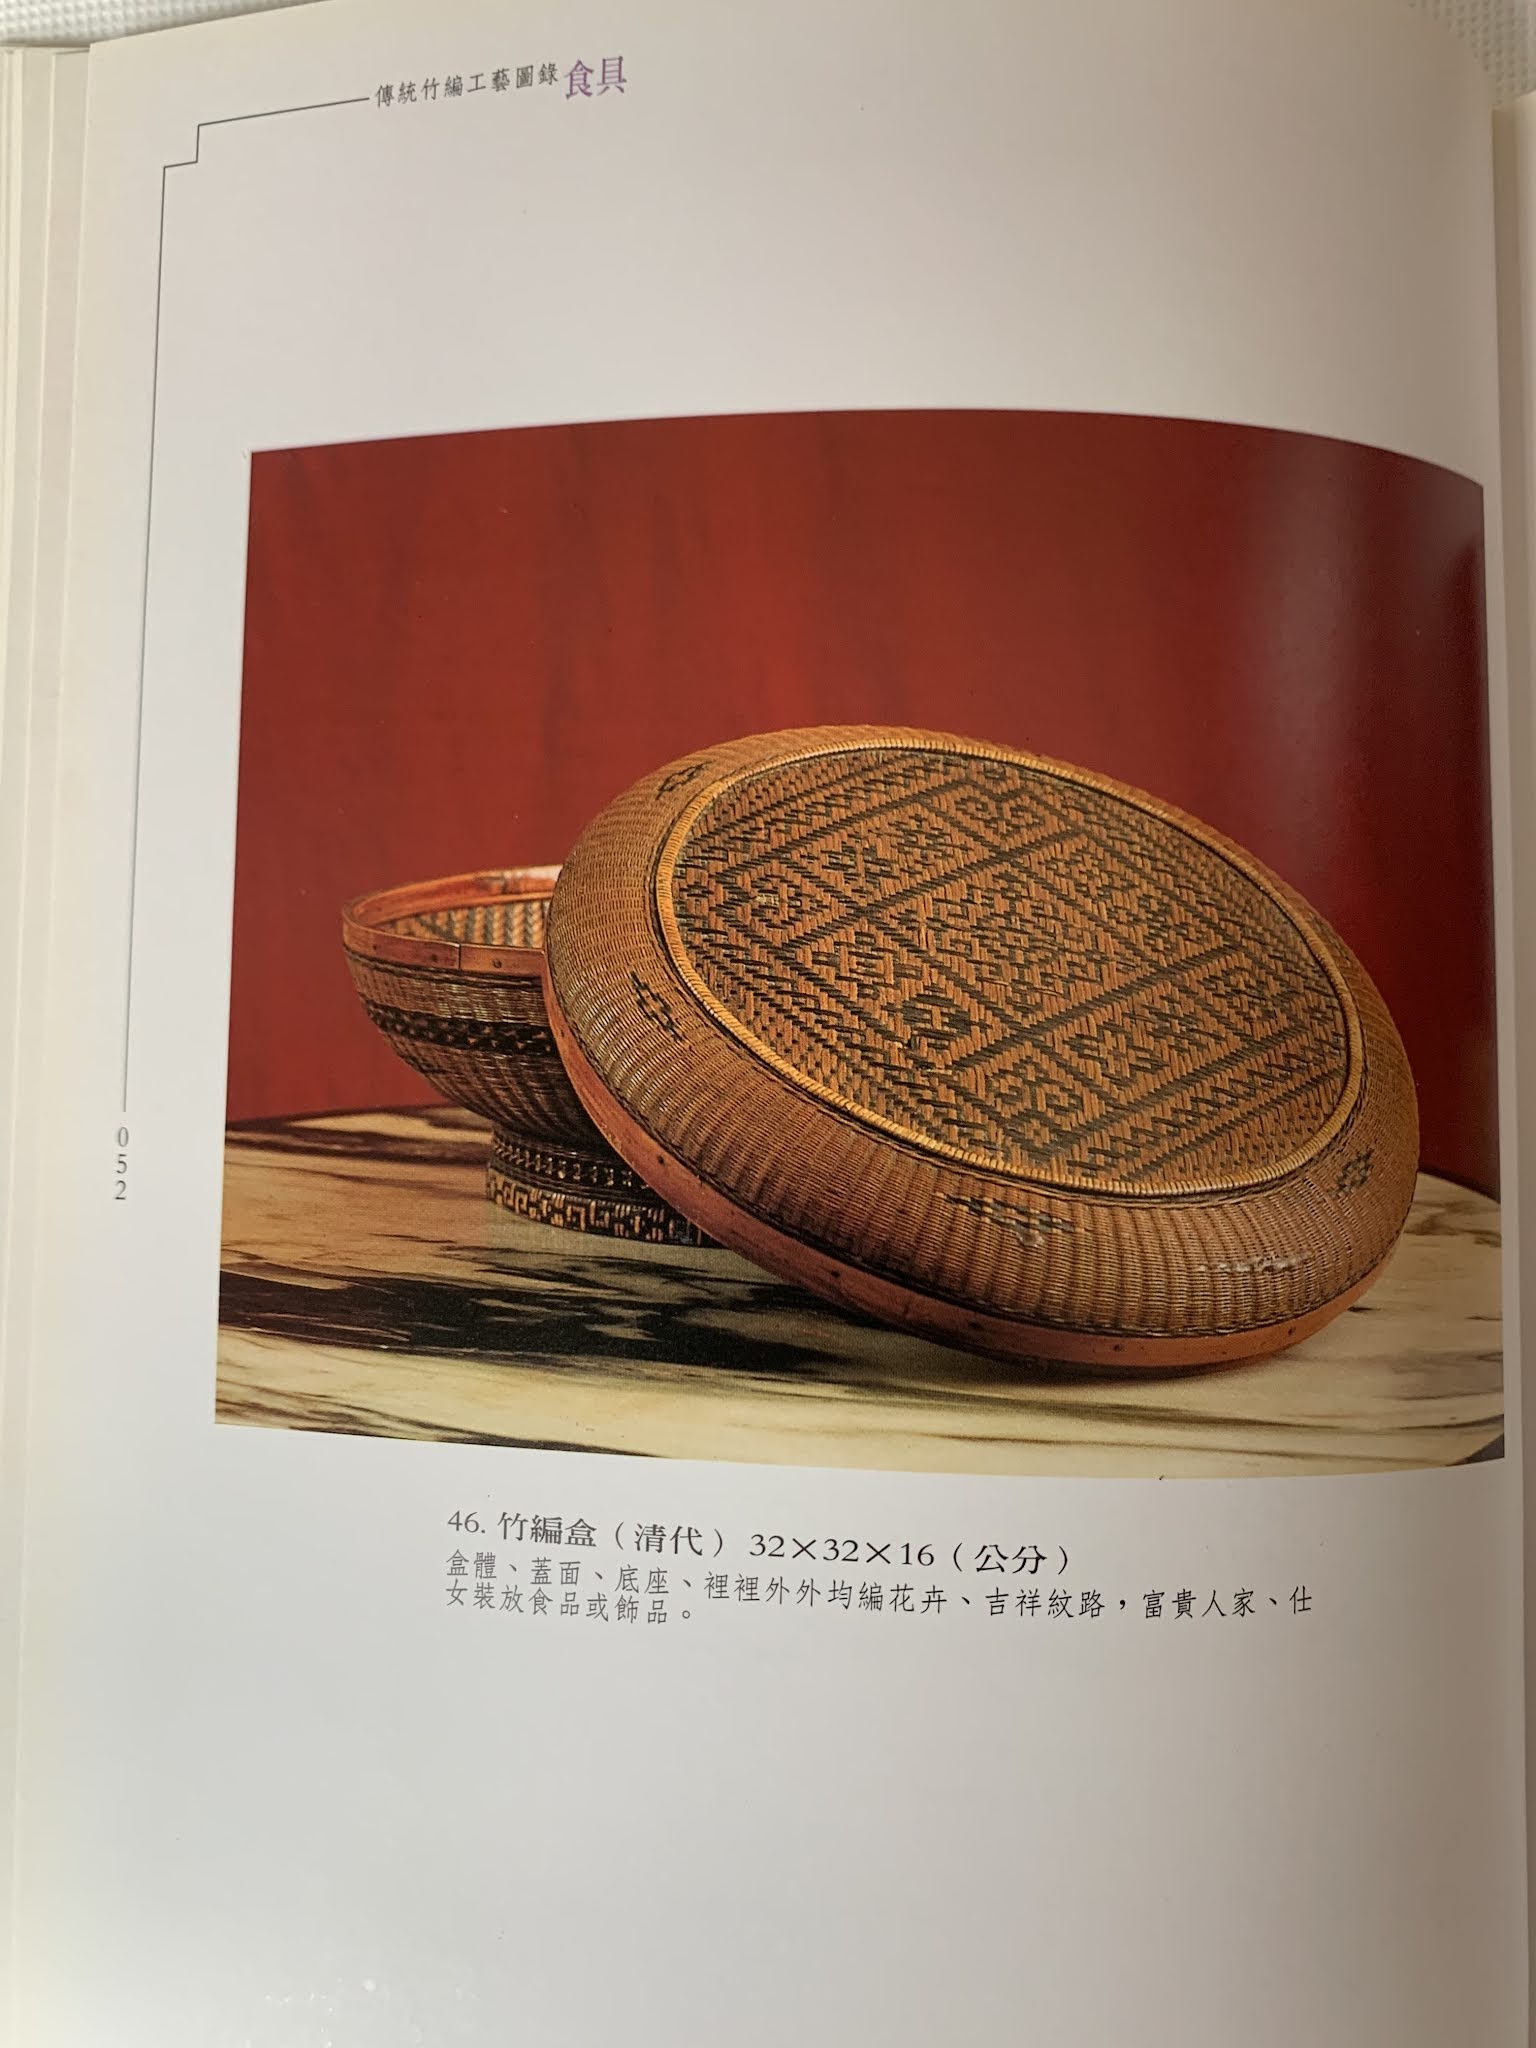 傳統竹編工藝圖錄食具
052
46. 竹編盒（清代） 32×32×16（公分）
盒體、蓋面、底座、裡裡外外均編花卉、吉祥紋路，富貴人家、仕
女裝放食品或飾品。